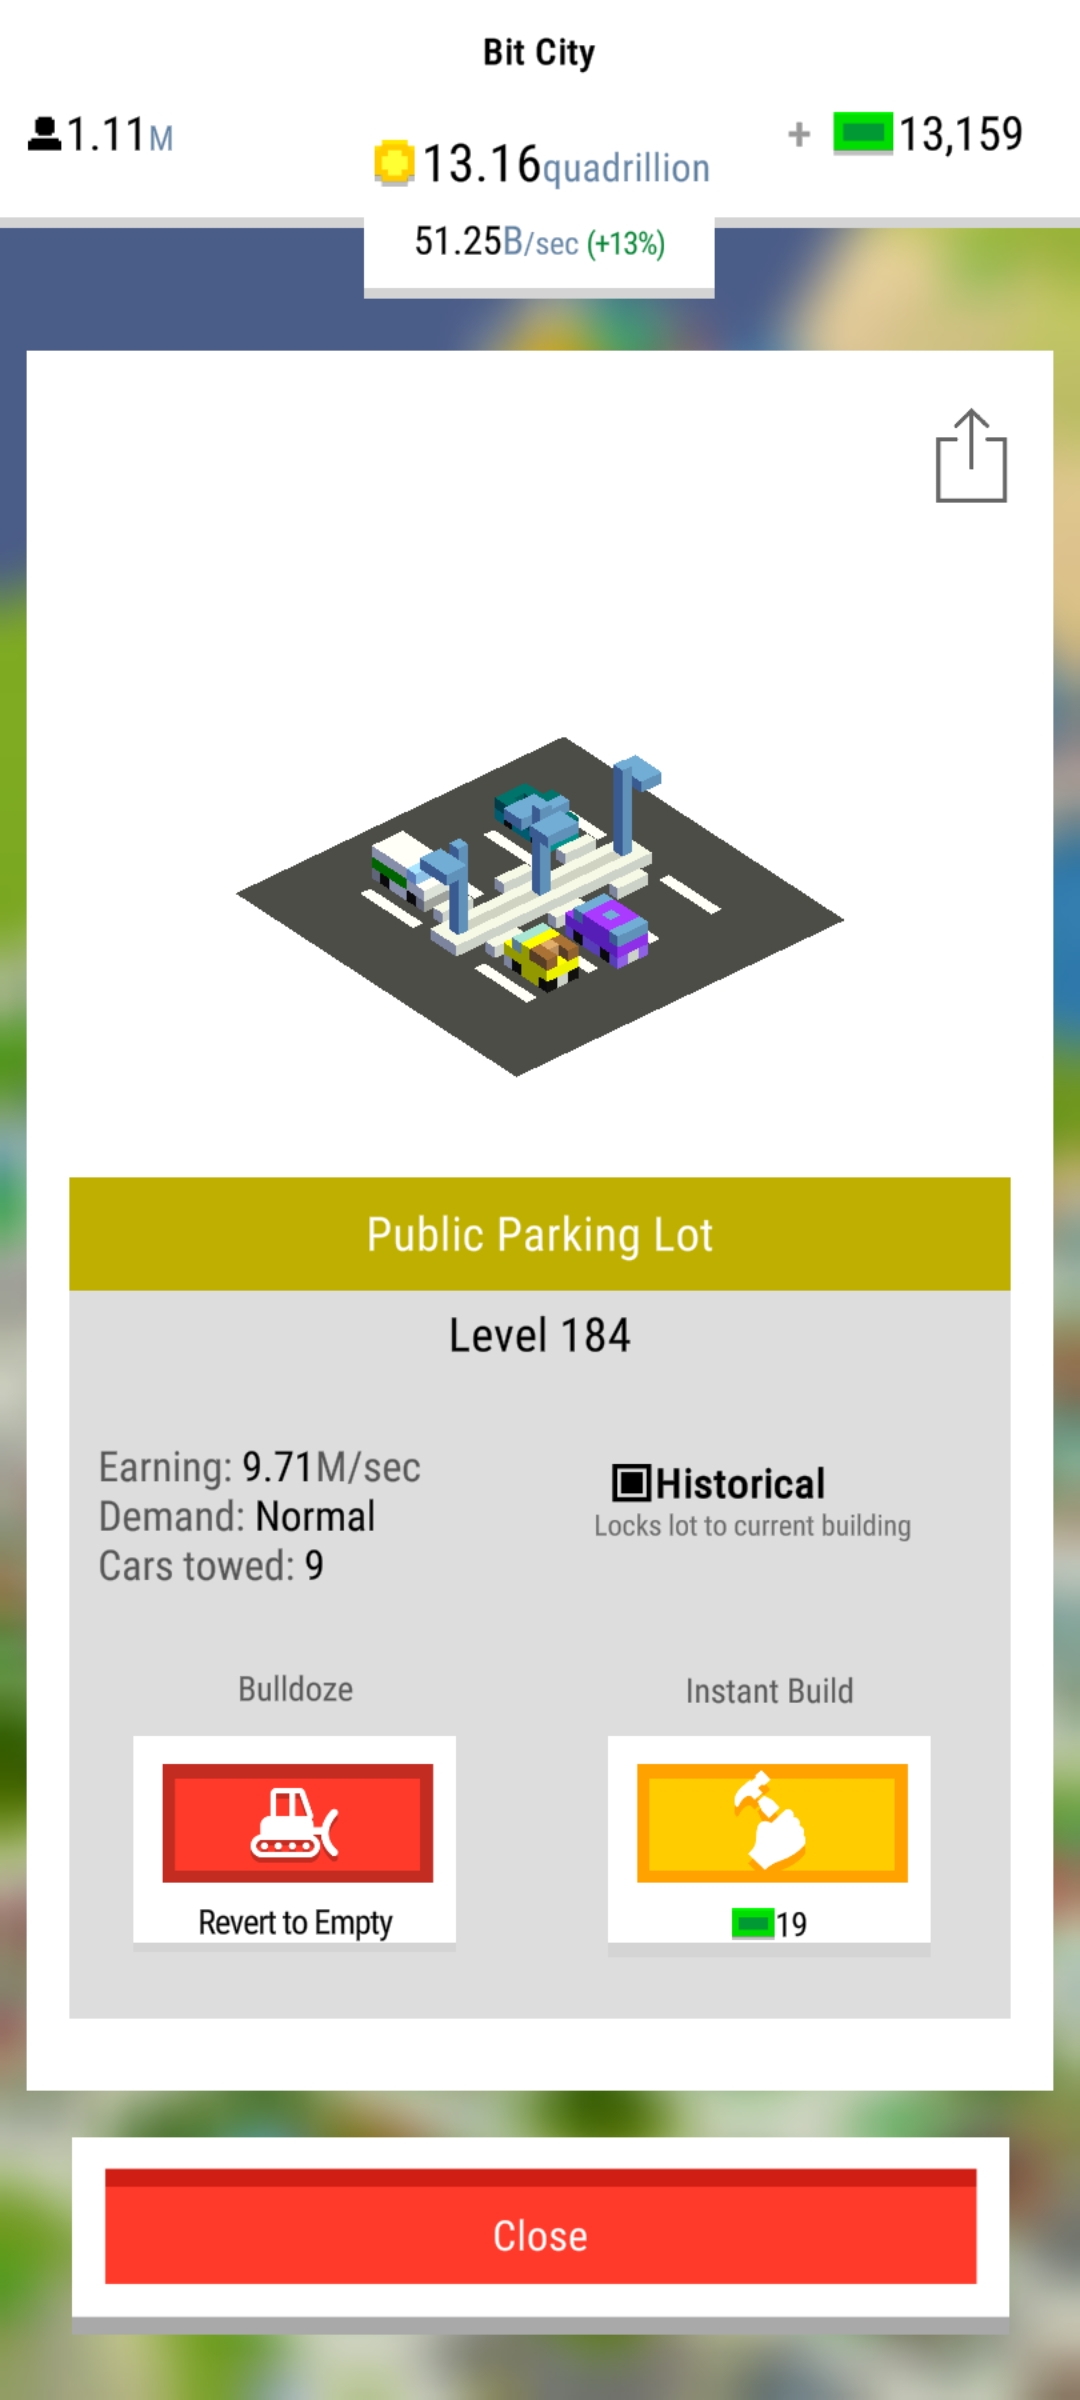 Bit City
1.11M
13.16quadrillion
+ 13,159
51.25B/sec (+13%)
Public Parking Lot
Level 184
Earning: 9.71M/sec
Demand: Normal
Cars towed: 9
Historical
Locks lot to current building
Bulldoze
Revert to Empty
Instant Build
19
Close